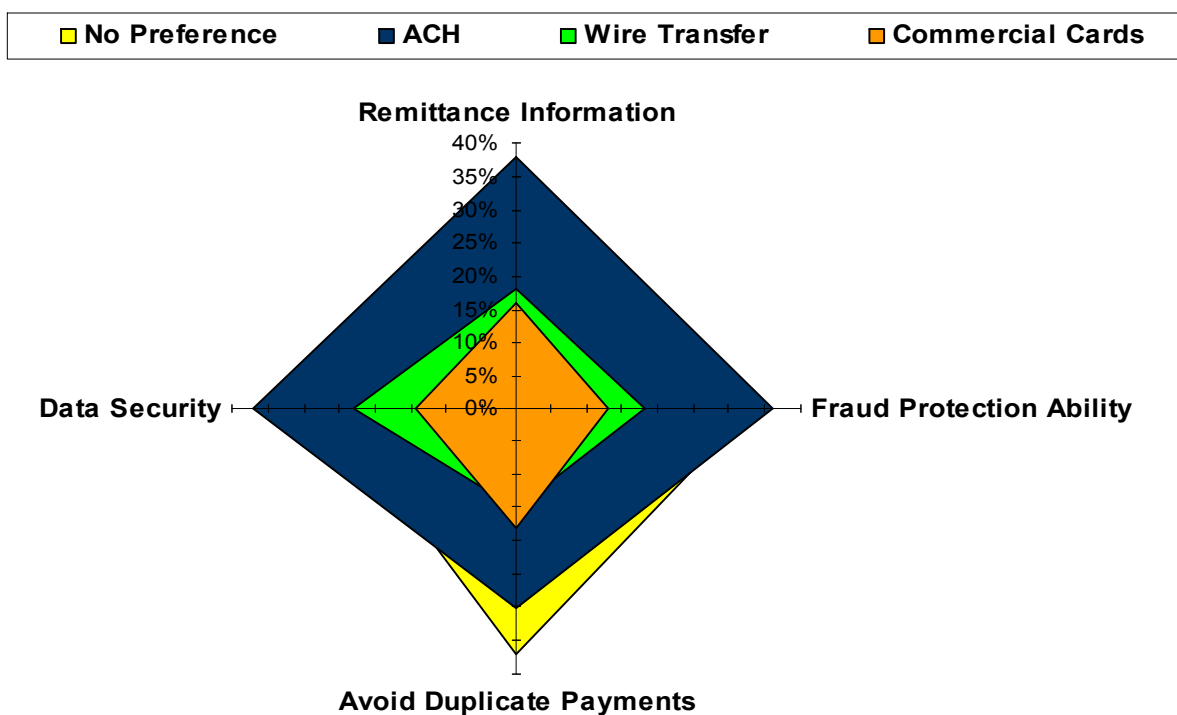 No Preference ACH Wire Transfer Commercial Cards
Remittance Information
40%
35%
30%
25%
20%
15%
10%
5%
Data Security 0% Fraud Protection Ability
Avoid Duplicate Payments